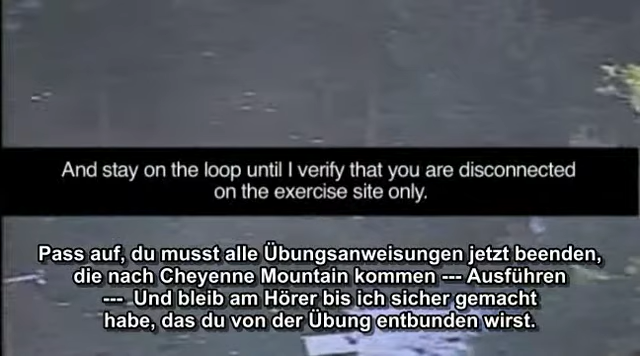 And stay on the loop until I verify that you are disconnected
on the exercise site only.
Pass auf, du musst alle Übungsanweisungen jetzt beenden,
die nach Cheyenne Mountain kommen --- Ausführen
--- Und bleib am Hörer bis ich sicher gemacht
habe, das du von der Übung entbunden wirst.